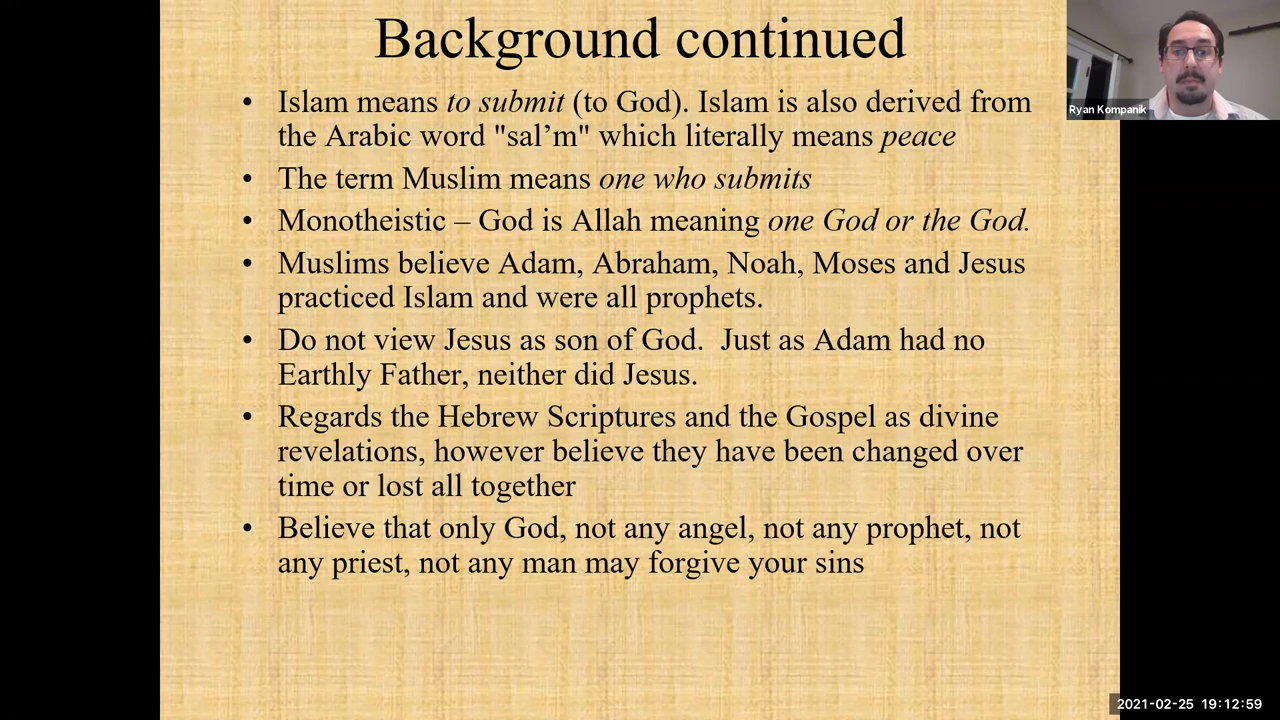 Background continued
• Islam means to submit (to God). Islam is also derived from
the Arabic word "sal’m" which literally means peace
• The term Muslim means one who submits
• Monotheistic – God is Allah meaning one God or the God.
• Muslims believe Adam, Abraham, Noah, Moses and Jesus
practiced Islam and were all prophets.
• Do not view Jesus as son of God.  Just as Adam had no
Earthly Father, neither did Jesus.
• Regards the Hebrew Scriptures and the Gospel as divine
revelations, however believe they have been changed over
time or lost all together
• Believe that only God, not any angel, not any prophet, not
any priest, not any man may forgive your sins
Ryan Kompanik
2021-02-25 19:12:59